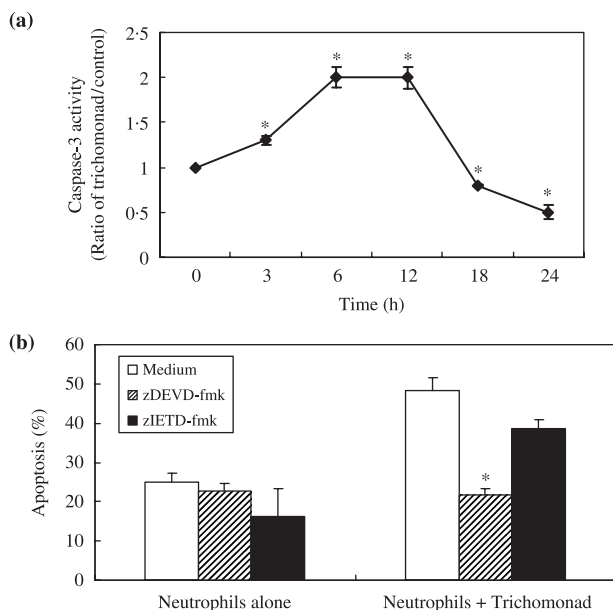 (a)
Caspase-3 activity
(Ratio of trichomonad/control)
2·5
2
1·5
1
0·5
0
* * * * *
0 3 6 12 18 24
Time (h)
(b)
Apoptosis (%)
60
50
40
30
20
10
0
Medium
zDEVD-fmk
zIETD-fmk
*
Neutrophils alone Neutrophils + Trichomonad